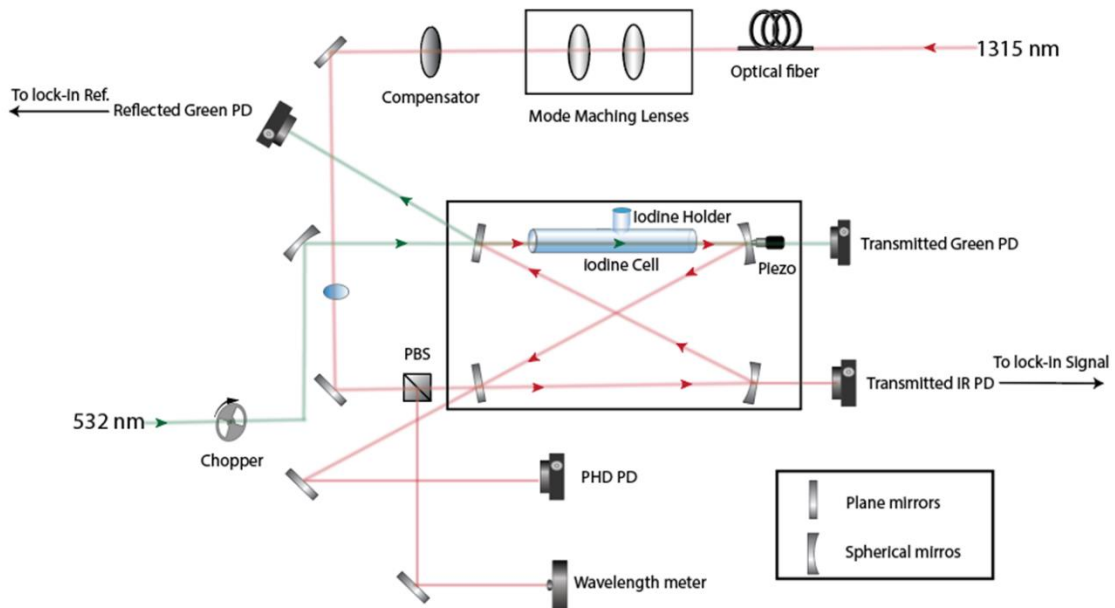 1315 nm
Optical fiber
Mode Maching Lenses
Compensator
To lock-in Ref.
Reflected Green PD
Iodine Holder
Iodine Cell
Piezo
Transmitted Green PD
PBS
To lock-in Signal
Transmitted IR PD
532 nm
Chopper
PHD PD
Wavelength meter
Plane mirrors
Spherical mirros